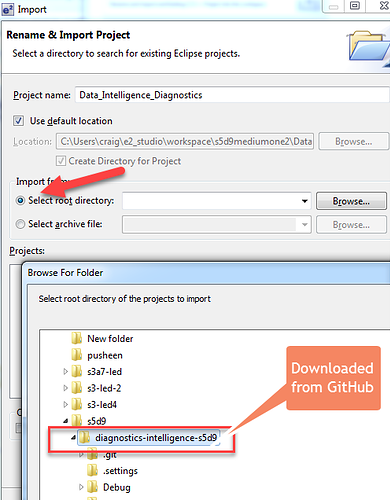 e² Import
Rename & Import Project
Select a directory to search for existing Eclipse projects.
Project name: Data_Intelligence_Diagnostics
Use default location
Location: C:\Users\craig\e2_studio\workspace\s5d9mediumone2\Data Browse...
Create Directory for Project
Import from:
Select root directory: Browse...
Select archive file: Browse...
Projects:
Browse For Folder
Select root directory of the projects to import
New folder
pusheen
s3a7-led
s3-led-2
s3-led4
s5d9
diagnostics-intelligence-s5d9
.git
.settings
Debug
Downloaded
from GitHub